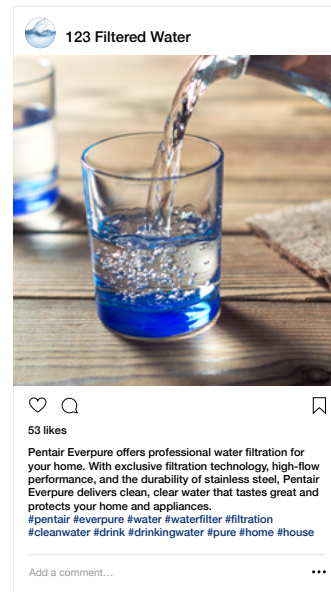 123 Filtered Water
53 likes
Pentair Everpure offers professional water filtration for
your home. With exclusive filtration technology, high-flow
performance, and the durability of stainless steel, Pentair
Everpure delivers clean, clear water that tastes great and
protects your home and appliances.
#pentair #everpure #water #waterfilter #filtration
#cleanwater #drink #drinkingwater #pure #home #house
Add a comment...